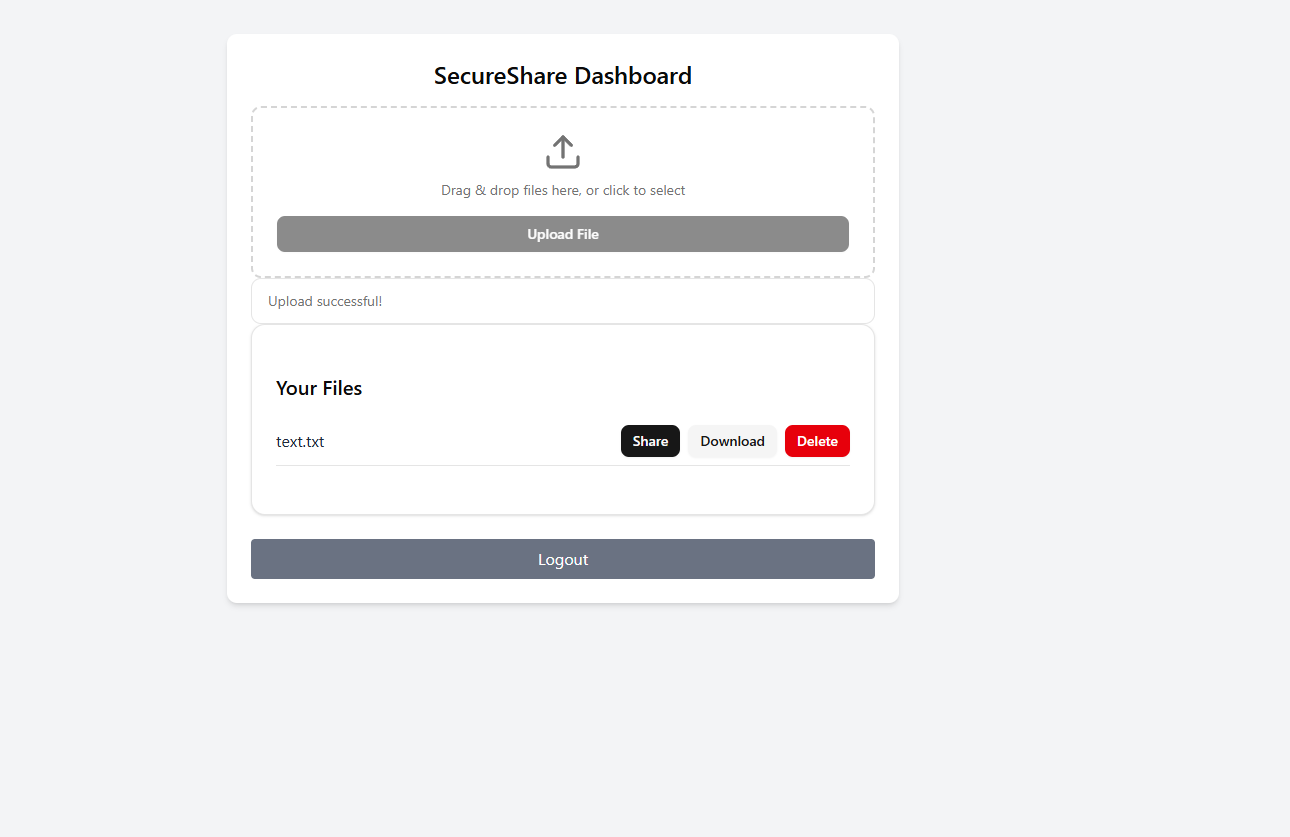 SecureShare Dashboard
Drag & drop files here, or click to select
Upload File
Upload successful!
Your Files
text.txt Share Download Delete
Logout